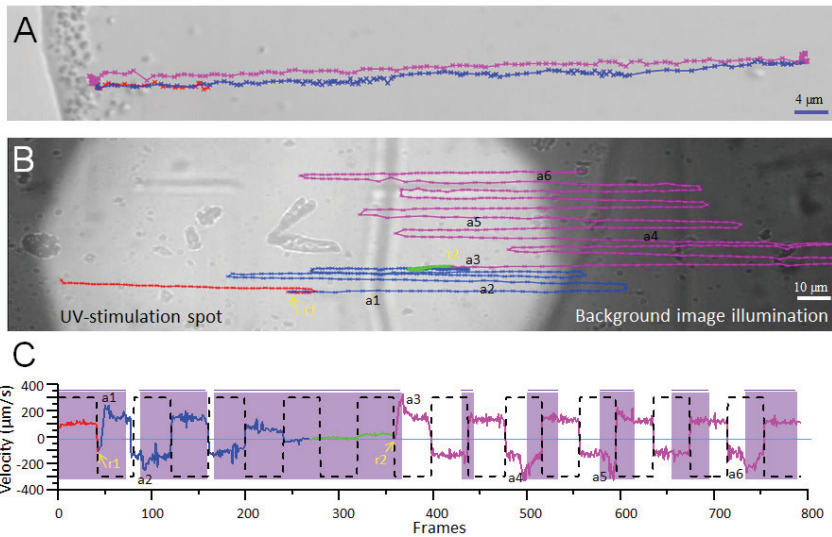 A
4 μm
B
a6
a5
a4
r2
a3
a2
r1
a1
10 μm
UV-stimulation spot
Background image illumination
C
400
200
0
-200
-400
Velocity (μm/s)
a1
a3
r1
r2
a2
a4
a5
a6
0
100
200
300
400
500
600
700
800
Frames